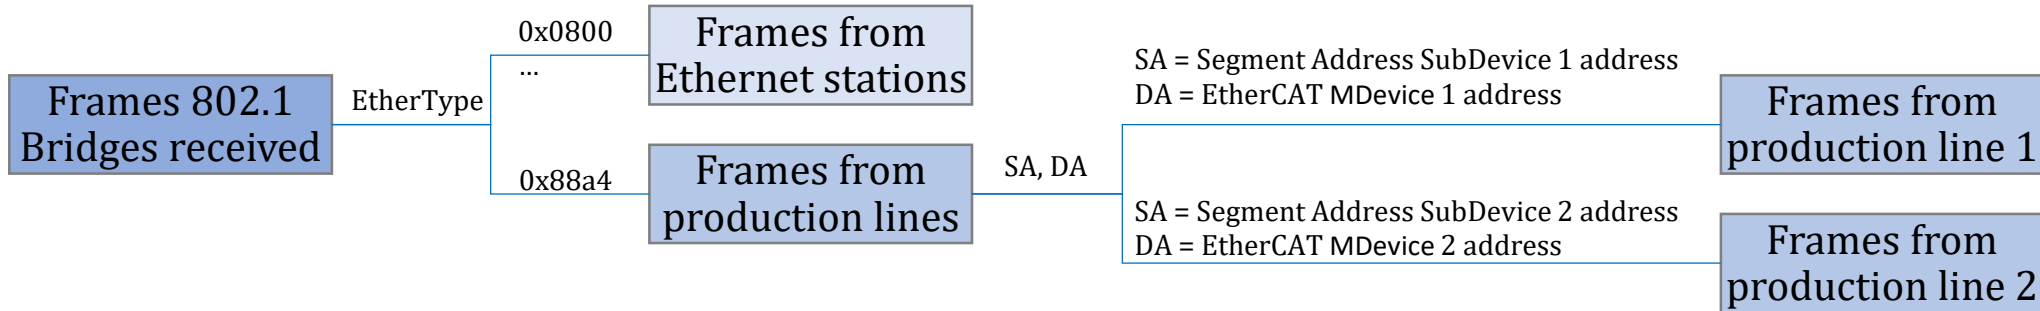 Frames 802.1
Bridges received
EtherType
0x0800
...
Frames from
Ethernet stations
0x88a4
Frames from
production lines
SA, DA
SA = Segment Address SubDevice 1 address
DA = EtherCAT MDevice 1 address
Frames from
production line 1
SA = Segment Address SubDevice 2 address
DA = EtherCAT MDevice 2 address
Frames from
production line 2